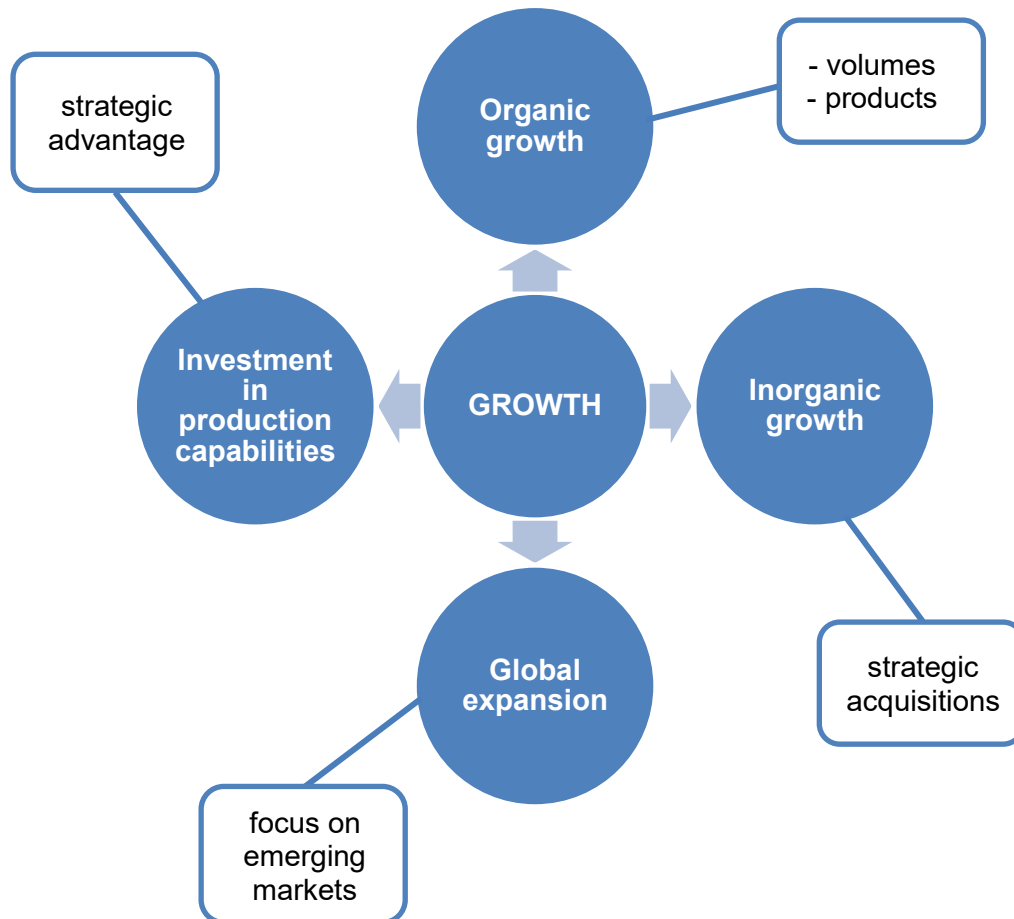 - volumes
- products
Organic
growth
strategic
advantage
Investment
in
production
capabilities
GROWTH
Inorganic
growth
Global
expansion
strategic
acquisitions
focus on
emerging
markets